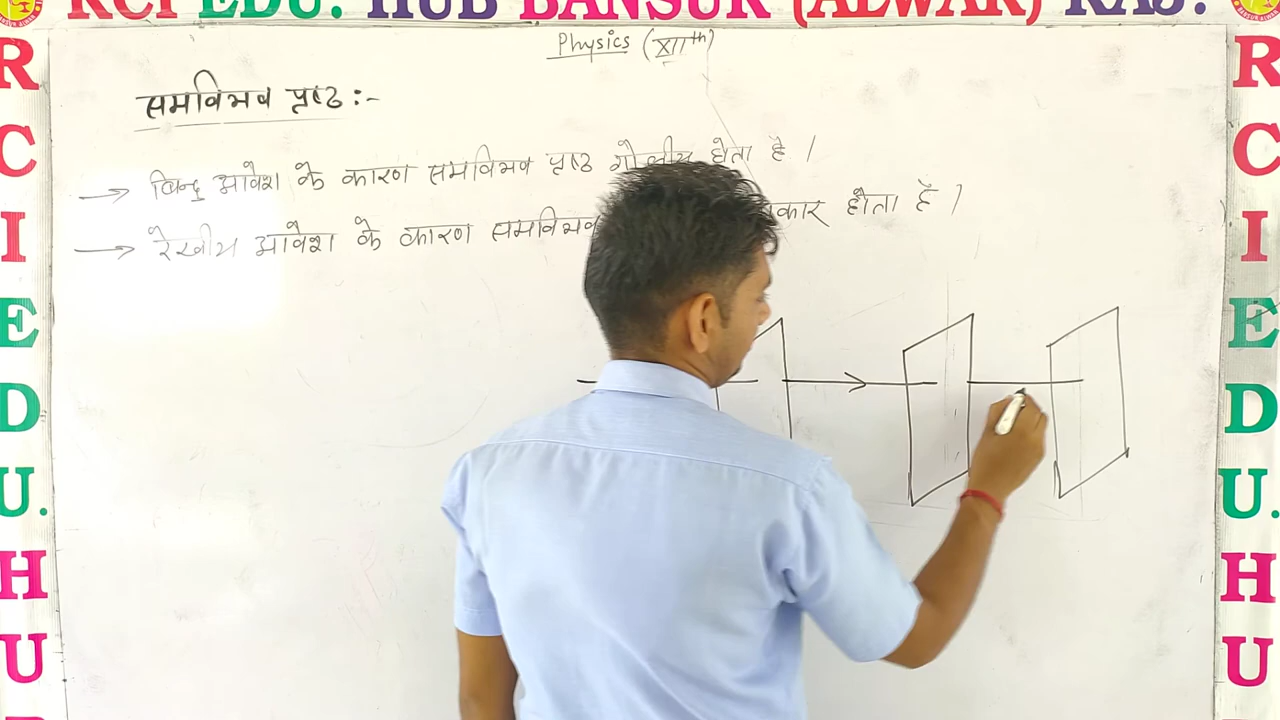 RCI EDU. HUB BANSUR (ALWAR) RAJ.
Physics (XIIth)
समविभव पृष्ठ :-
→ बिन्दु आवेश के कारण समविभव पृष्ठ गोलीय होता है ।
→ रेखीय आवेश के कारण समविभव कार होता है ।
R C I E D U. H U
R C I E D U. H U